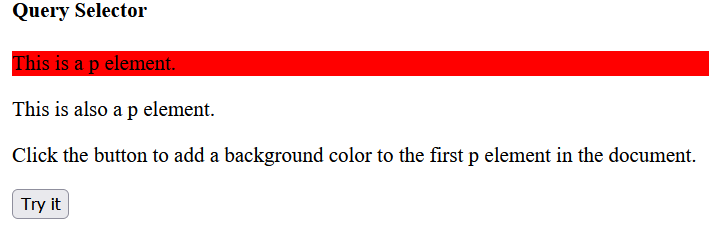 Query Selector
This is a p element.
This is also a p element.
Click the button to add a background color to the first p element in the document.
Try it